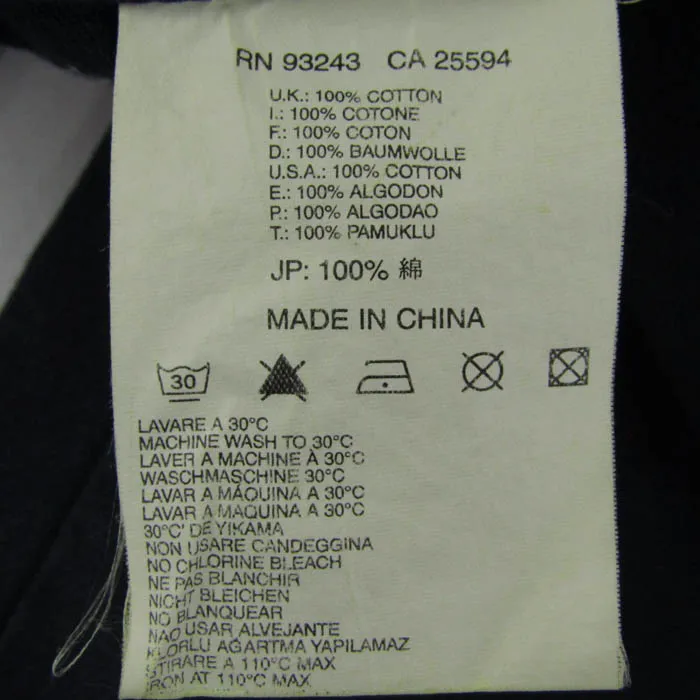 RN 93243 CA 25594
U.K.: 100% COTTON
I.: 100% COTONE
F.: 100% COTON
D.: 100% BAUMWOLLE
U.S.A.: 100% COTTON
E.: 100% ALGODON
P.: 100% ALGODAO
T.: 100% PAMUKLU
JP: 100% 綿
MADE IN CHINA
30
LAVARE A 30°C
MACHINE WASH TO 30°C
LAVER A MACHINE À 30°C
WASCHMASCHINE 30°C
LAVAR A MÁQUINA A 30°C
LAVAR A MAQUINA A 30°C
30°C' DE YIKAMA
NON USARE CANDEGGINA
NO CHLORINE BLEACH
NE PAS BLANCHIR
NICHT BLEICHEN
NO BLANQUEAR
NAO USAR ALVEJANTE
KLORLU AGARTMA YAPILAMAZ
STIRARE A 110°C MAX
IRON AT 110°C MAX